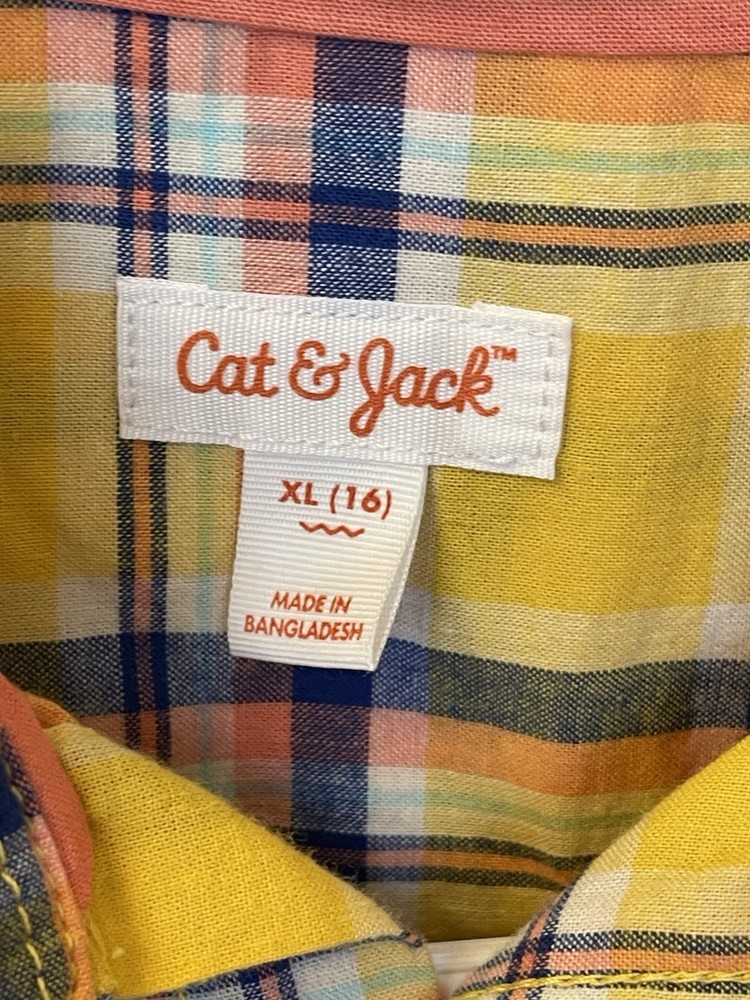 Cat & Jack™
XL (16)
MADE IN
BANGLADESH